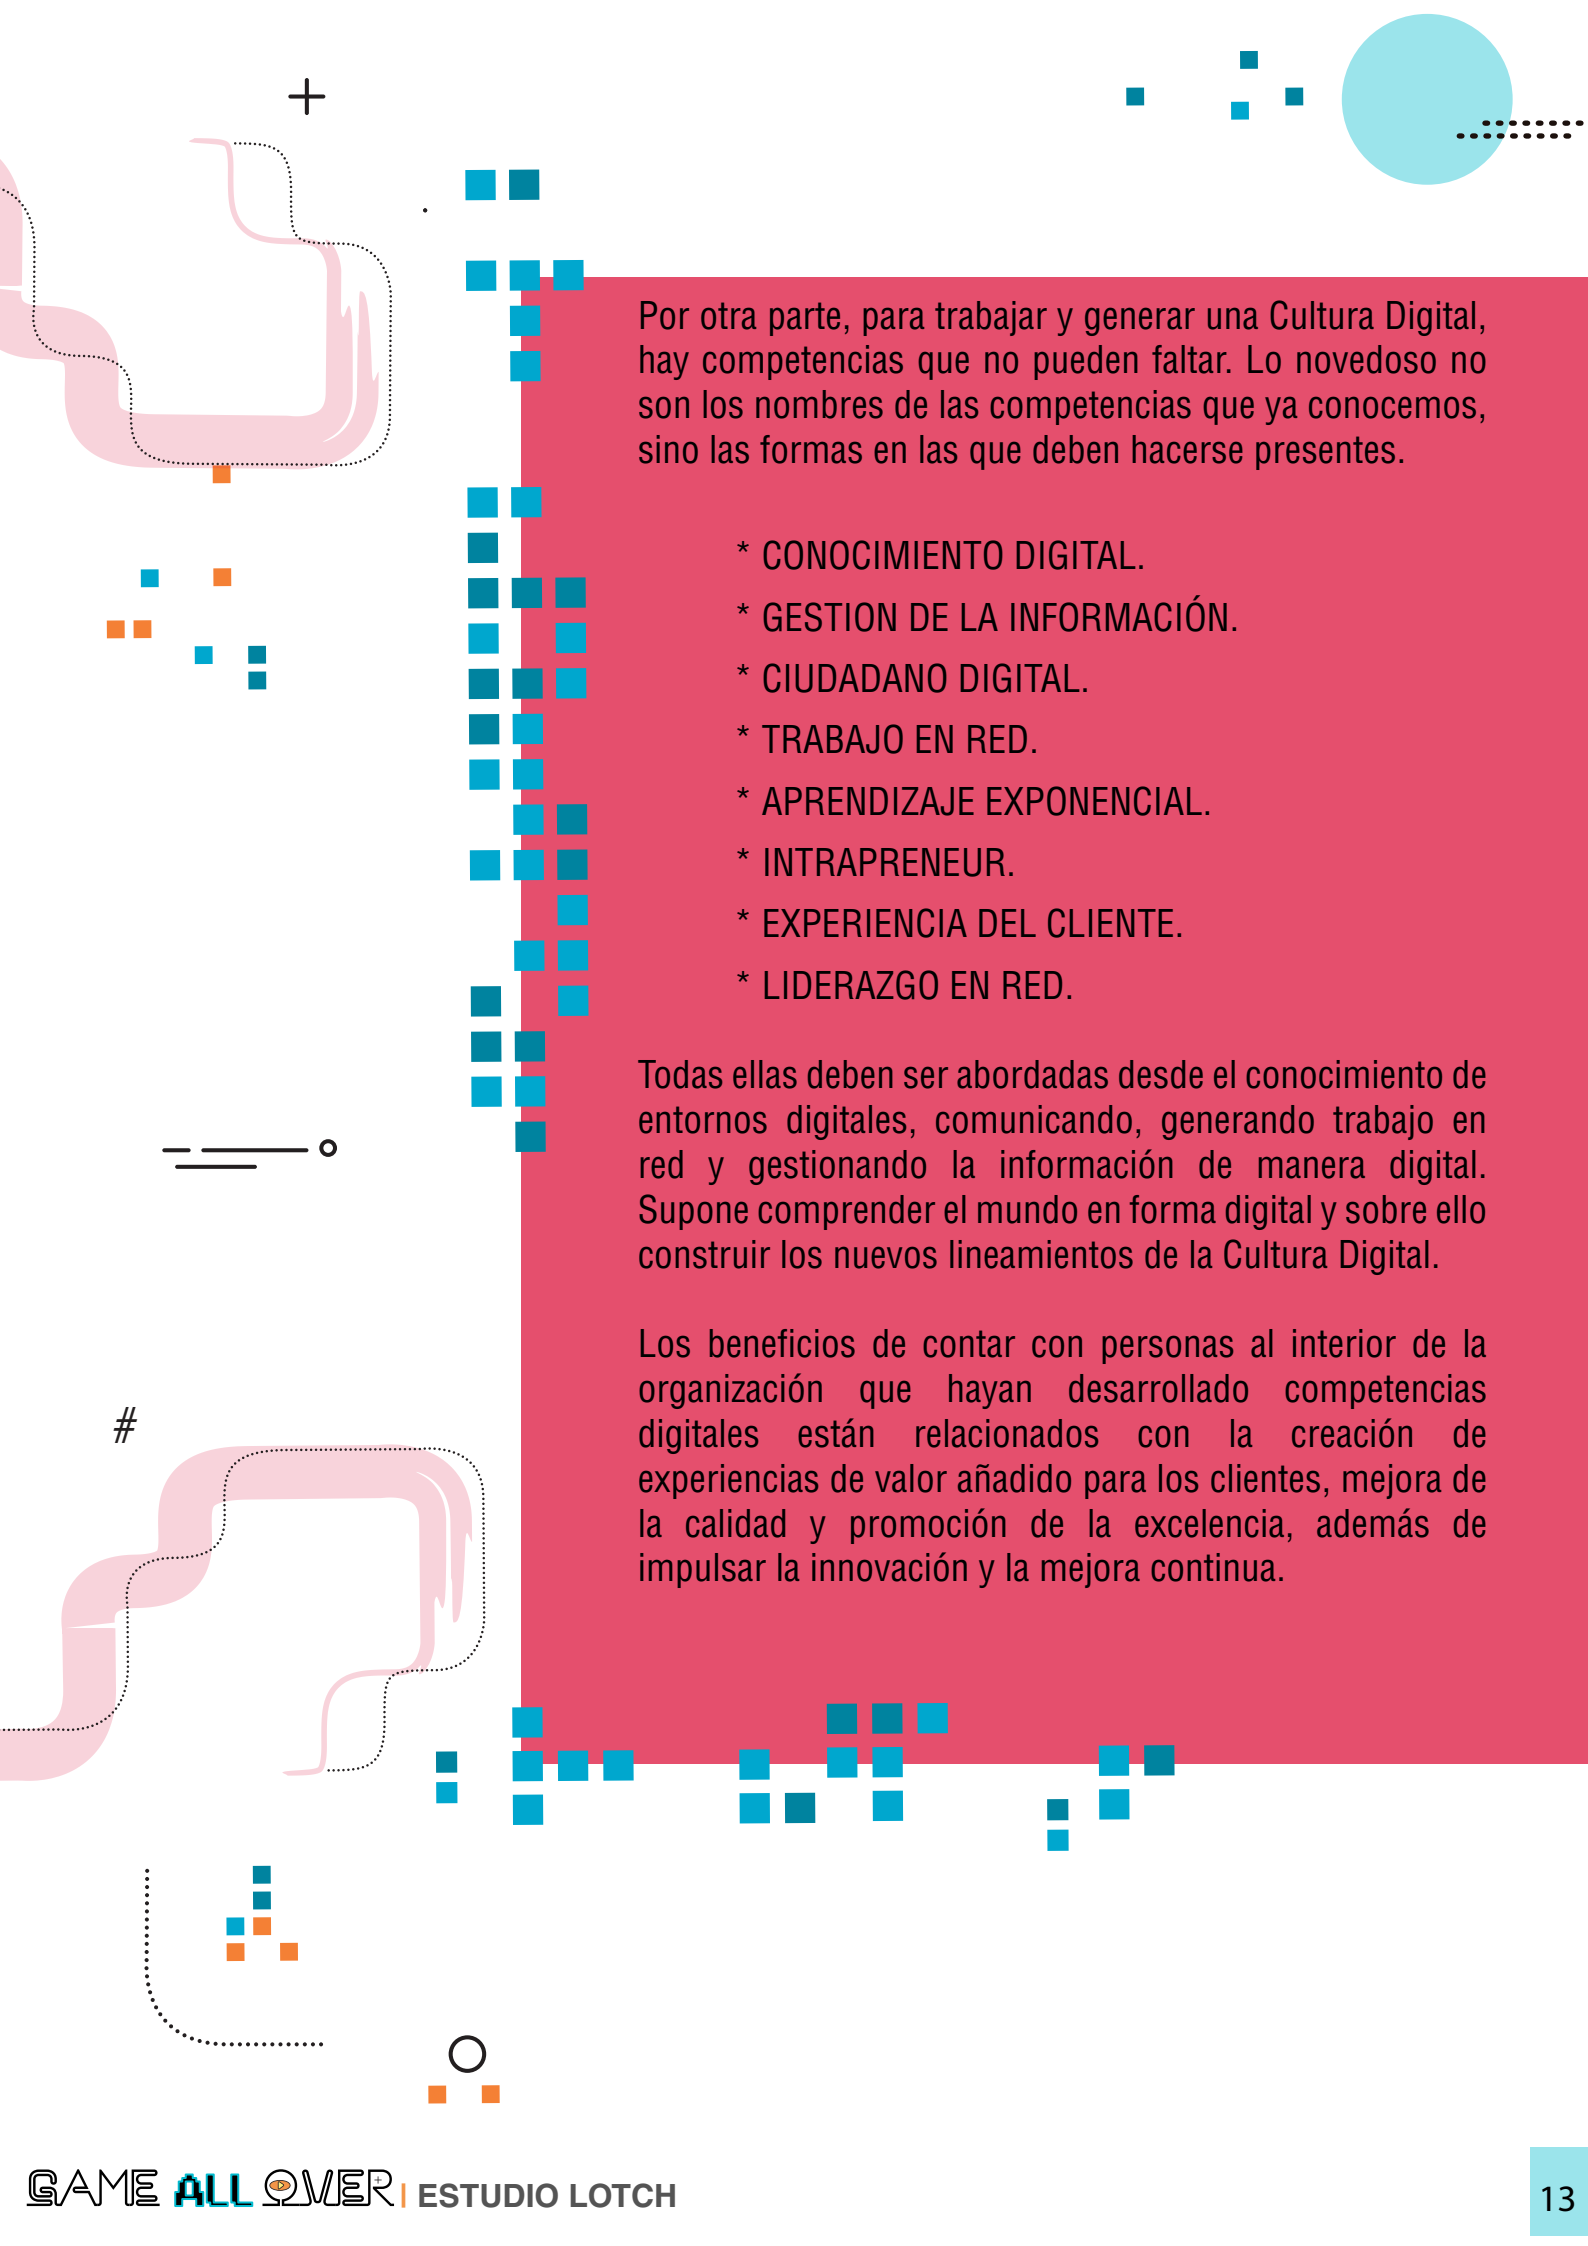 Por otra parte, para trabajar y generar una Cultura Digital,
hay competencias que no pueden faltar. Lo novedoso no
son los nombres de las competencias que ya conocemos,
sino las formas en las que deben hacerse presentes.
* CONOCIMIENTO DIGITAL.
* GESTION DE LA INFORMACIÓN.
* CIUDADANO DIGITAL.
* TRABAJO EN RED.
* APRENDIZAJE EXPONENCIAL.
* INTRAPRENEUR.
* EXPERIENCIA DEL CLIENTE.
* LIDERAZGO EN RED.
Todas ellas deben ser abordadas desde el conocimiento de
entornos digitales, comunicando, generando trabajo en
red y gestionando la información de manera digital.
Supone comprender el mundo en forma digital y sobre ello
construir los nuevos lineamientos de la Cultura Digital.
Los beneficios de contar con personas al interior de la
organización que hayan desarrollado competencias
digitales están relacionados con la creación de
experiencias de valor añadido para los clientes, mejora de
la calidad y promoción de la excelencia, además de
impulsar la innovación y la mejora continua.
#
GAME ALL OVER | ESTUDIO LOTCH
13